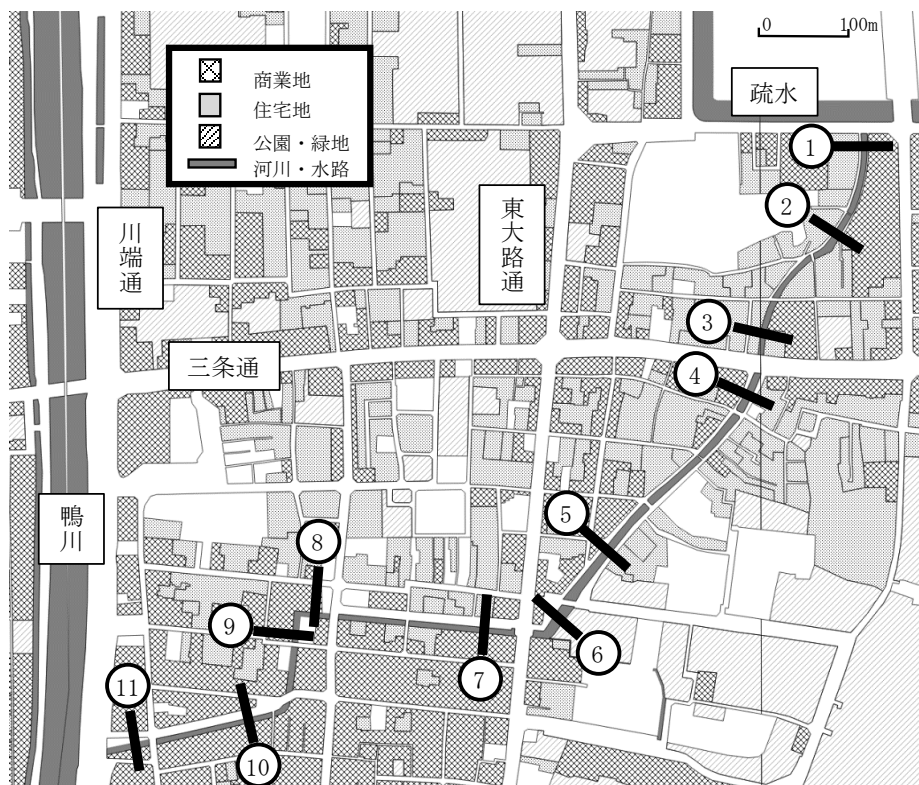 0 100m
商業地
住宅地
公園・緑地
河川・水路
疏水
①
②
東大路通
川端通
③
三条通
④
鴨川
⑤
⑧
⑨
⑥
⑦
⑪
⑩